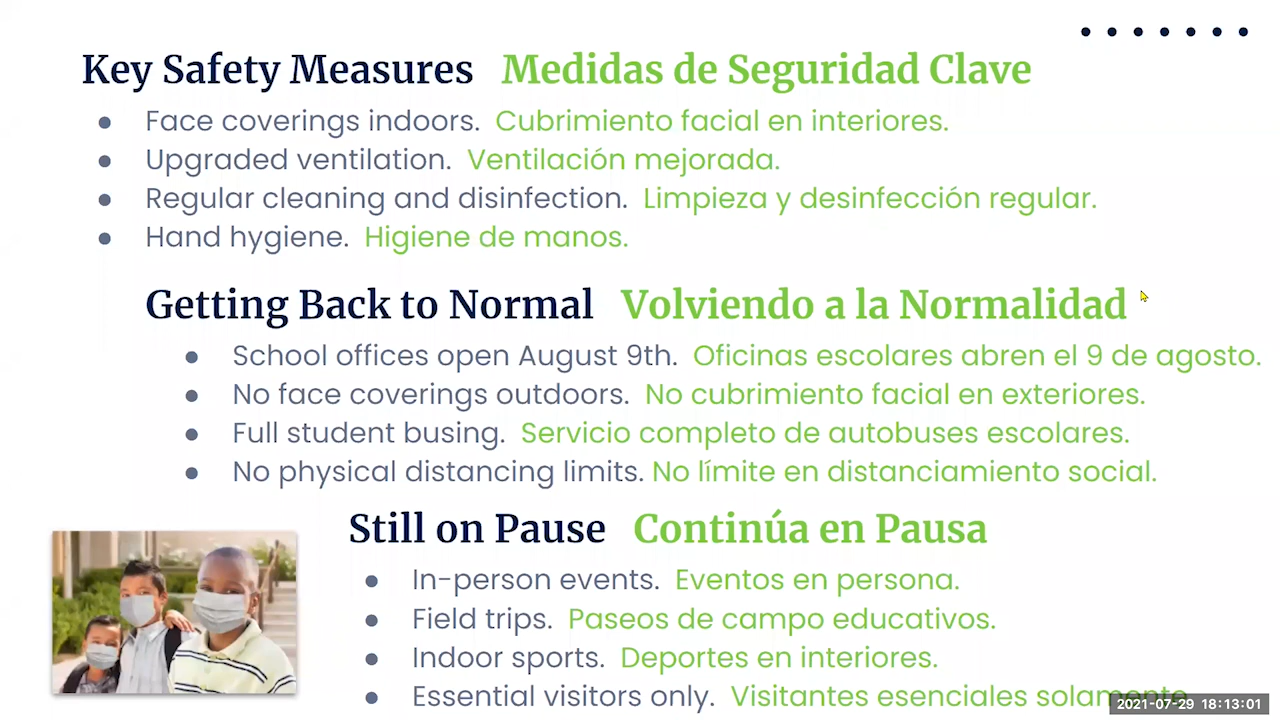 Key Safety Measures Medidas de Seguridad Clave
● Face coverings indoors. Cubrimiento facial en interiores.
● Upgraded ventilation. Ventilación mejorada.
● Regular cleaning and disinfection. Limpieza y desinfección regular.
● Hand hygiene. Higiene de manos.
Getting Back to Normal Volviendo a la Normalidad
● School offices open August 9th. Oficinas escolares abren el 9 de agosto.
● No face coverings outdoors. No cubrimiento facial en exteriores.
● Full student busing. Servicio completo de autobuses escolares.
● No physical distancing limits. No límite en distanciamiento social.
Still on Pause Continúa en Pausa
● In-person events. Eventos en persona.
● Field trips. Paseos de campo educativos.
● Indoor sports. Deportes en interiores.
● Essential visitors only. Visitantes esenciales solamente
2021-07-29 18:13:01